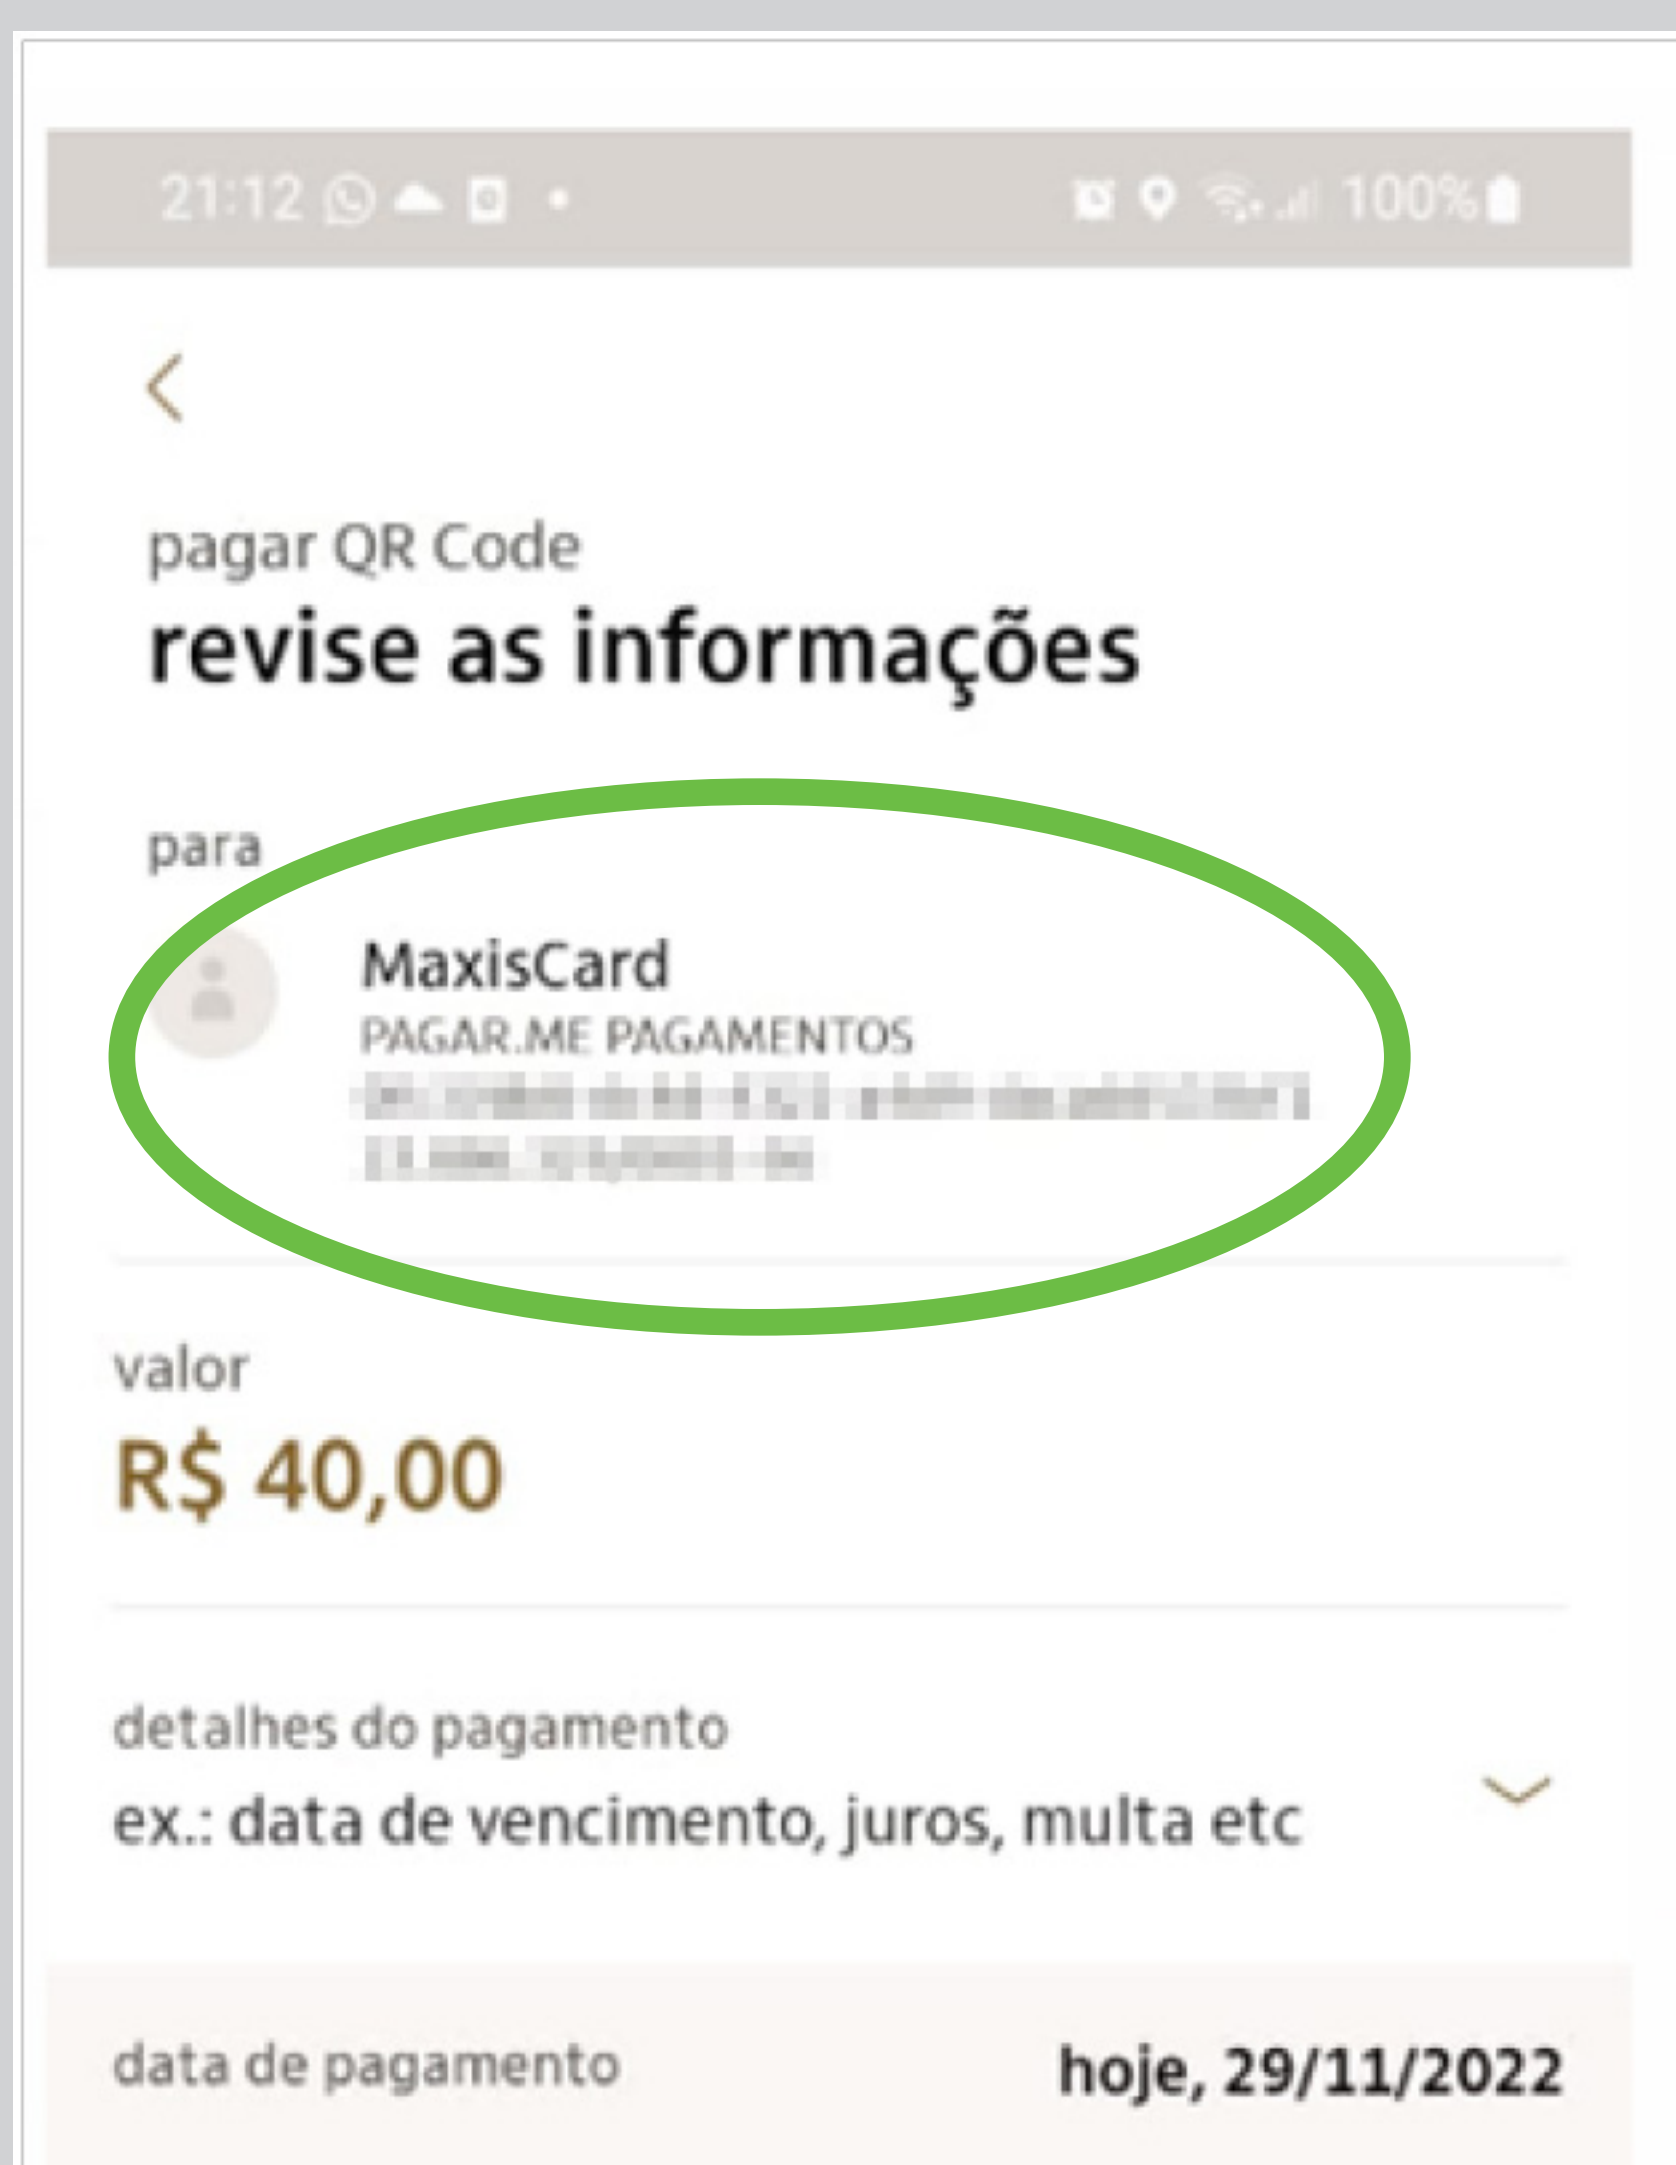 21:12 100%
pagar QR Code
revise as informações
para
MaxisCard
PAGAR.ME PAGAMENTOS
valor
R$ 40,00
detalhes do pagamento
ex.: data de vencimento, juros, multa etc
data de pagamento hoje, 29/11/2022